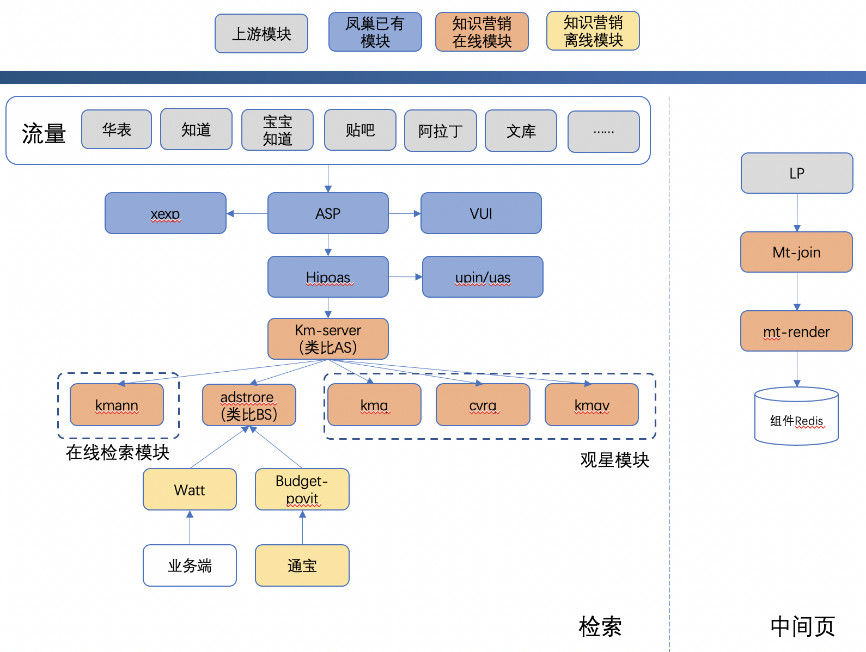 上游模块
凤巢已有
模块
知识营销
在线模块
知识营销
离线模块
流量
华表
知道
宝宝
知道
贴吧
阿拉丁
文库
......
xexp
ASP
VUI
Hipoas
upin/uas
Km-server
（类比AS）
kmann
adstrore
（类比BS）
kmq
cvrq
kmqv
在线检索模块
观星模块
Watt
Budget-
povit
业务端
通宝
检索
LP
Mt-join
mt-render
组件Redis
中间页